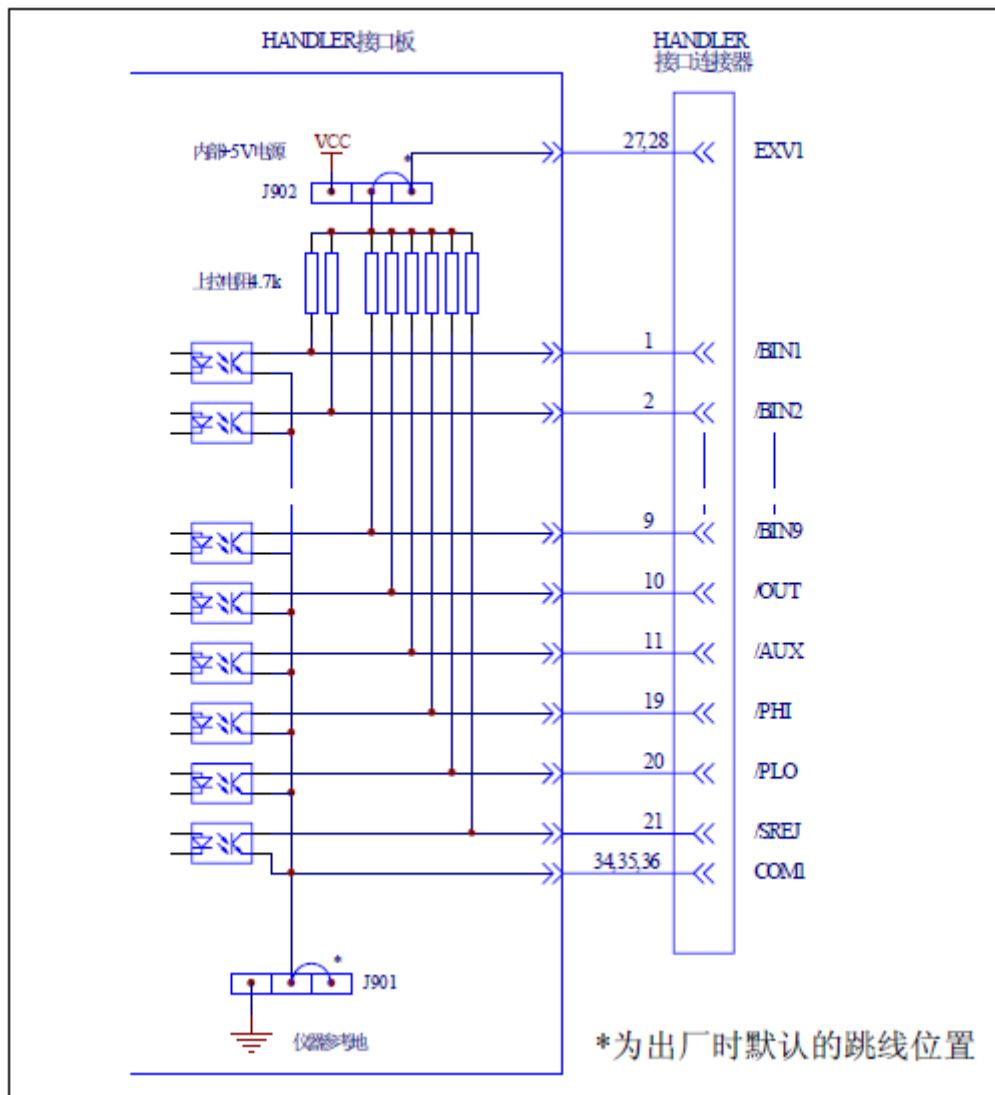 HANDLER接口板
HANDLER
接口连接器
内部+5V电源
VCC
*
J902
27,28
EXV1
上拉电阻4.7k
1
/BIN1
2
/BIN2
9
/BIN9
10
/OUT
11
/AUX
19
/PHI
20
/PLO
21
/SREJ
34,35,36
COM1
*
J901
仪器参考地
*为出厂时默认的跳线位置